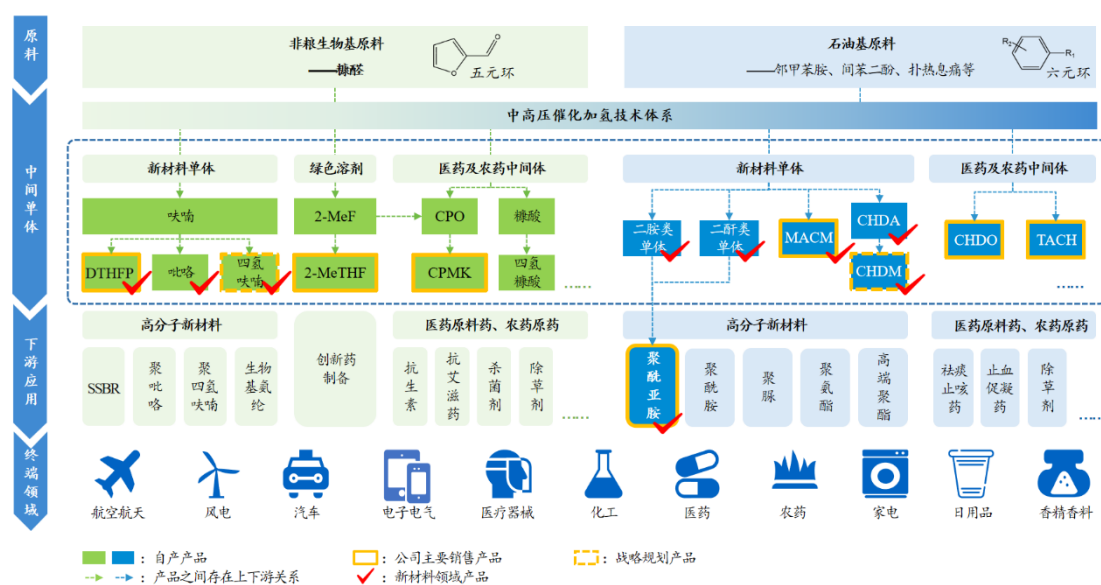 原料
非粮生物基原料
——糠醛
五元环
石油基原料
——邻甲苯胺、间苯二酚、扑热息痛等
R₂
R₁
六元环
中高压催化加氢技术体系
中间单体
新材料单体
绿色溶剂
医药及农药中间体
新材料单体
医药及农药中间体
呋喃
2-MeF
CPO
糠酸
二胺类单体
二酐类单体
MACM
CHDA
CHDO
TACH
DTHFP
吡咯
四氢呋喃
2-MeTHF
CPMK
四氢糠酸
……
CHDM
……
下游应用
高分子新材料
创新药制备
医药原料药、农药原药
高分子新材料
医药原料药、农药原药
SSBR
聚吡咯
聚四氢呋喃
生物基氨纶
抗生素
抗艾滋药
杀菌剂
除草剂
……
聚酰亚胺
聚酰胺
聚脲
聚氨酯
高端聚酯
祛痰止咳药
止血促凝药
除草剂
……
终端领域
航空航天
风电
汽车
电子电气
医疗器械
化工
医药
农药
家电
日用品
香精香料
：自产产品
：公司主要销售产品
：战略规划产品
：产品之间存在上下游关系
：新材料领域产品